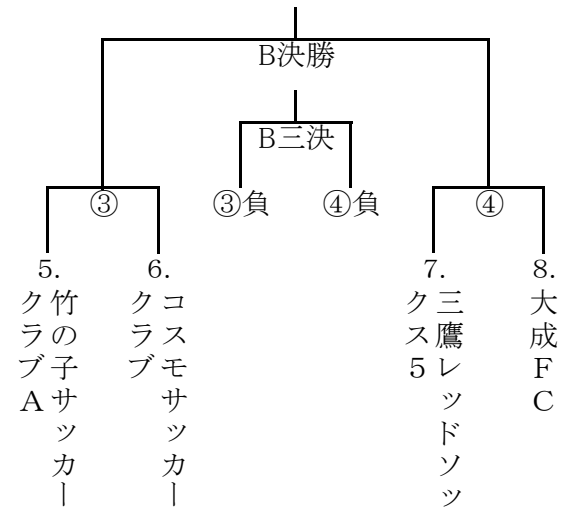 B決勝
B三決
③
③負
④負
④
5.
竹の子サッカー
クラブA
6.
コスモサッカー
クラブ
7.
三鷹レッドソッ
クス5
8.
大成FC